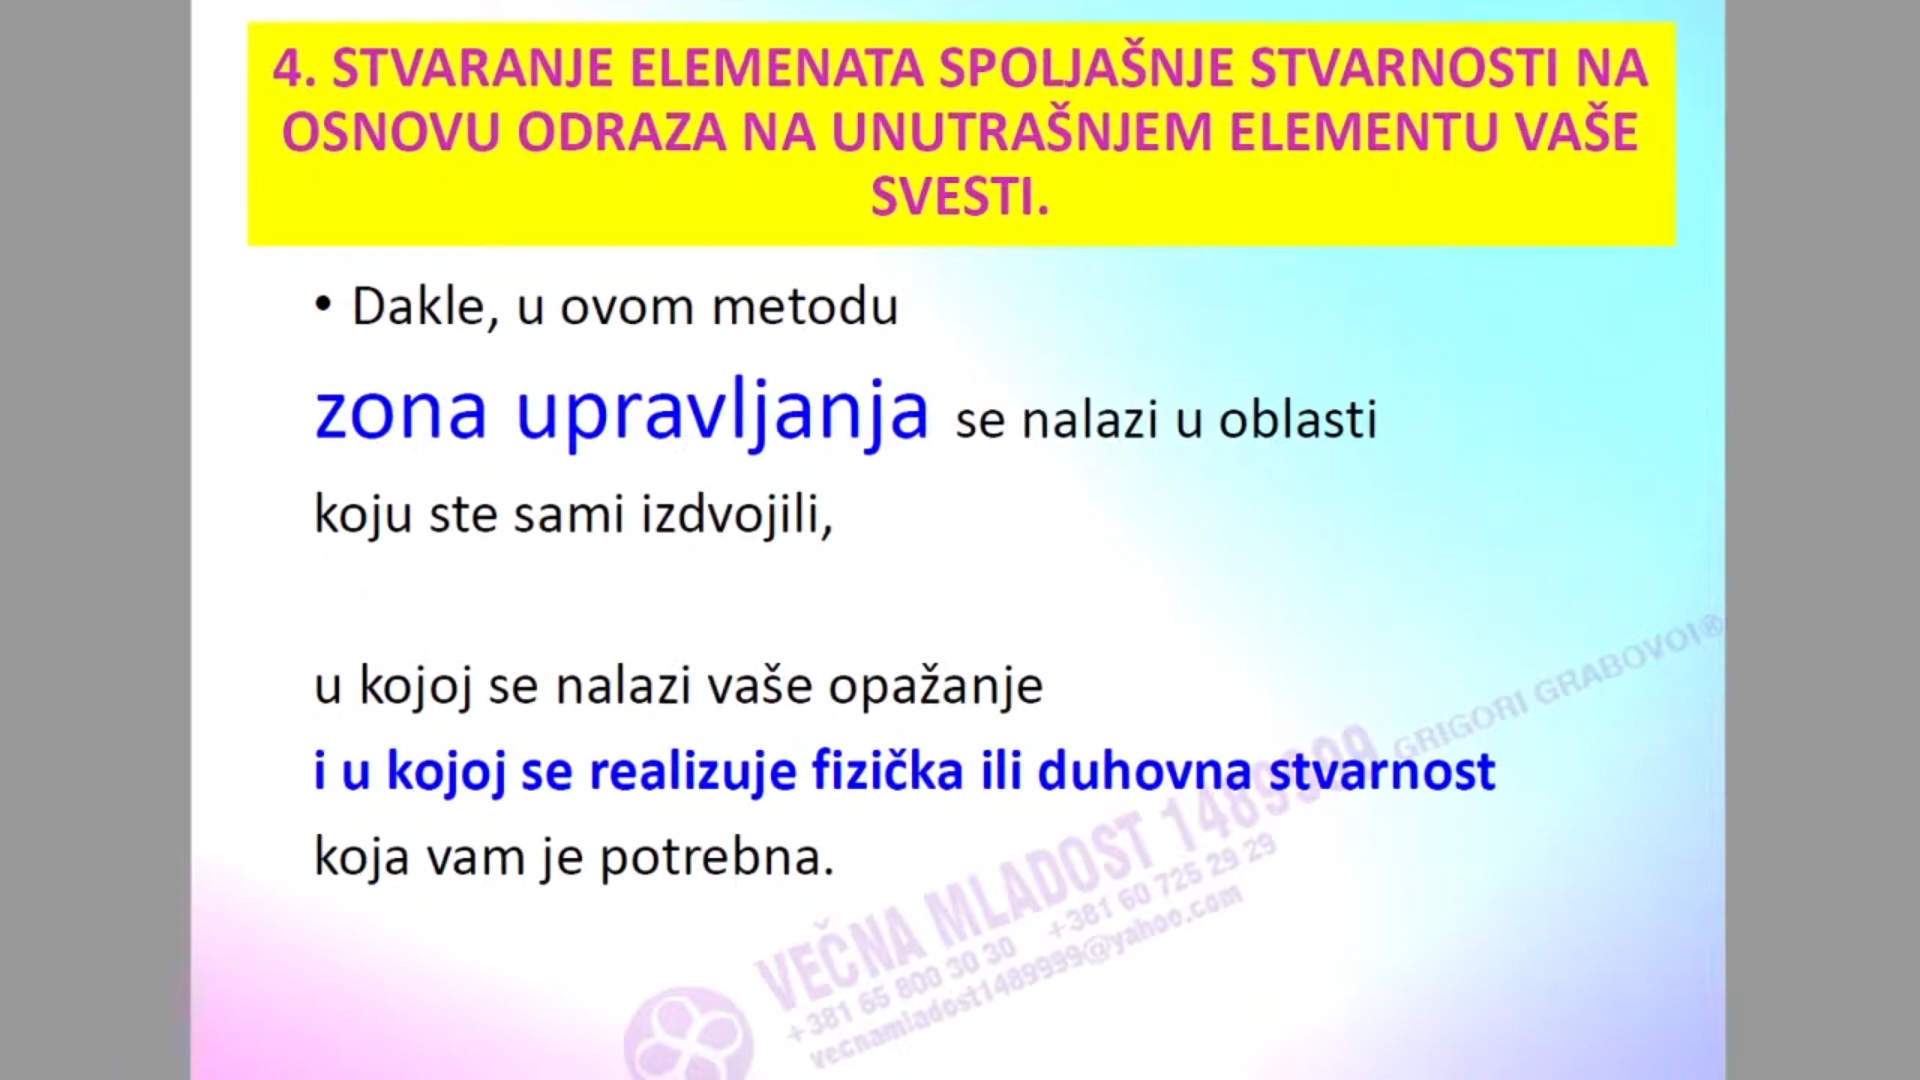 4. STVARANJE ELEMENATA SPOLJAŠNJE STVARNOSTI NA
OSNOVU ODRAZA NA UNUTRAŠNJEM ELEMENTU VAŠE
SVESTI.
• Dakle, u ovom metodu
zona upravljanja se nalazi u oblasti
koju ste sami izdvojili,
u kojoj se nalazi vaše opažanje
i u kojoj se realizuje fizička ili duhovna stvarnost
koja vam je potrebna.
VEČNA MLADOST 1489999 GRIGORI GRABOVOI®
+381 65 800 30 30 +381 60 725 29 29
vecnamladost1489999@yahoo.com